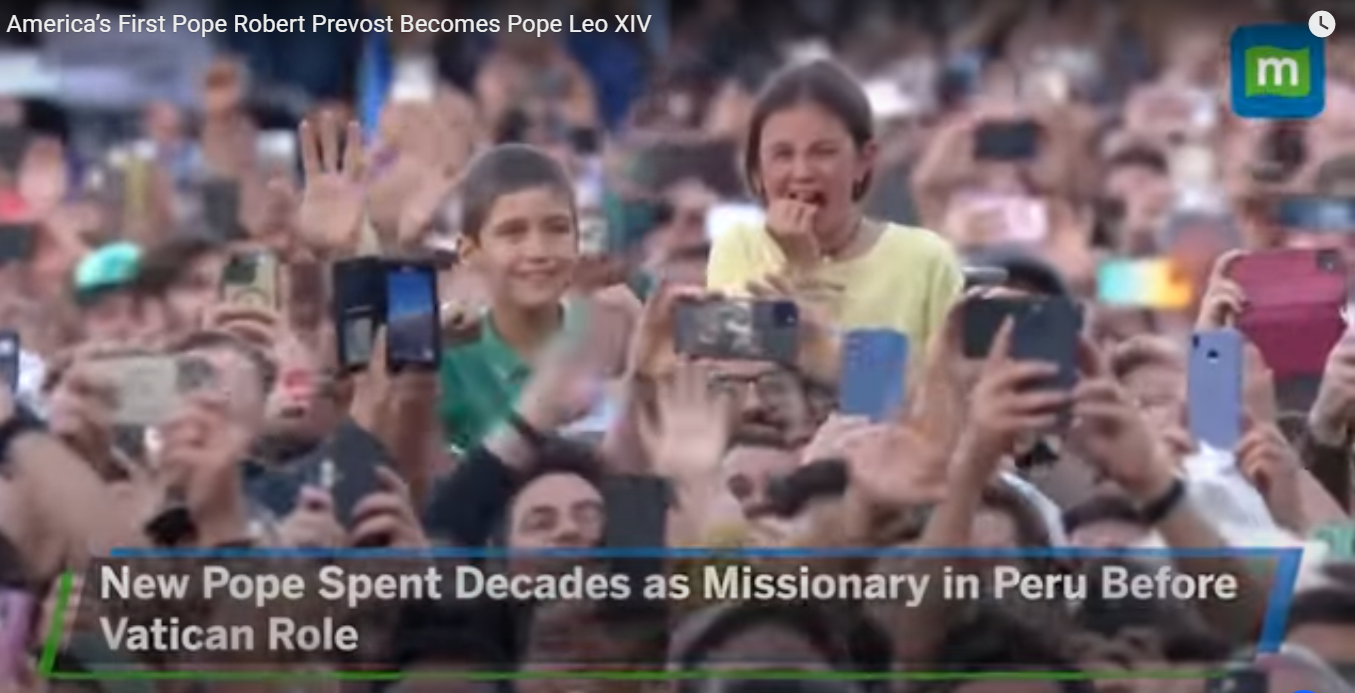 America’s First Pope Robert Prevost Becomes Pope Leo XIV
m
New Pope Spent Decades as Missionary in Peru Before
Vatican Role